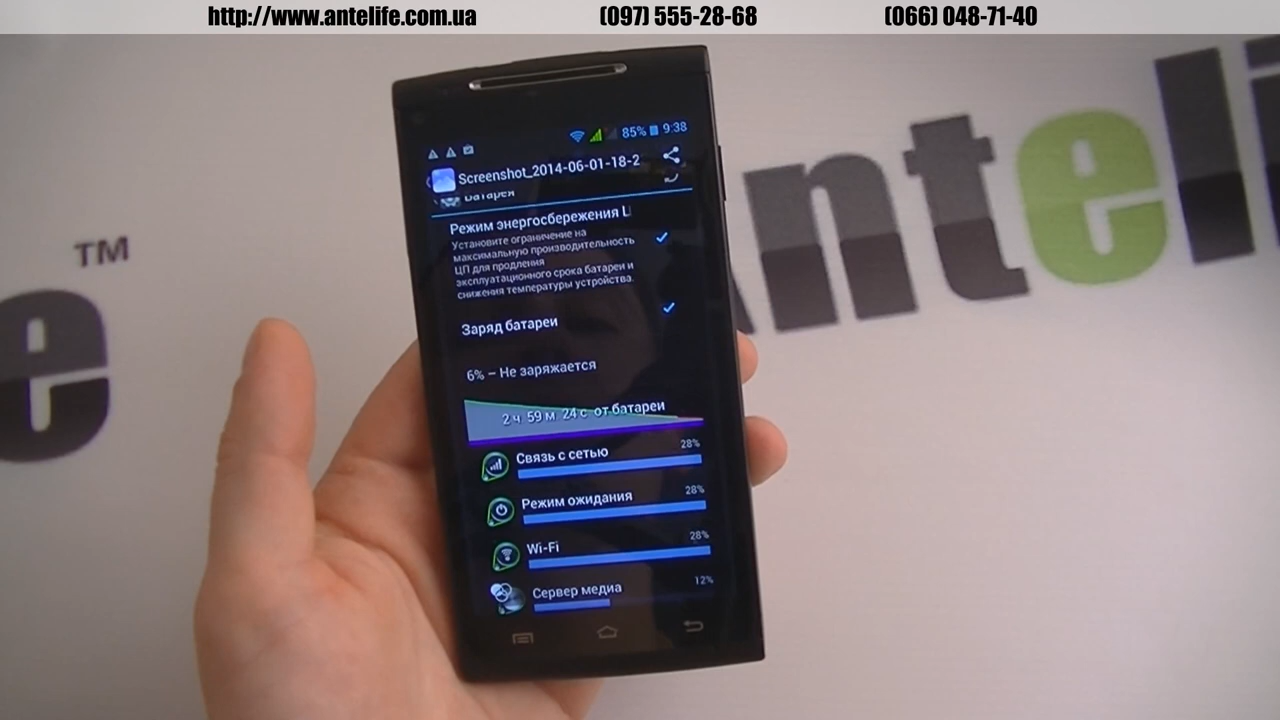 http://www.antelife.com.ua (097) 555-28-68 (066) 048-71-40
TM
e
Anteli
85% 9:38
Screenshot_2014-06-01-18-2
Батарея
Режим энергосбережения Ц
Установите ограничение на
максимальную производительность
ЦП для продления
эксплуатационного срока батареи и
снижения температуры устройства.
Заряд батареи
6% – Не заряжается
2 ч. 59 м. 24 с. от батареи
Связь с сетью 28%
Режим ожидания 28%
Wi-Fi 28%
Сервер медиа 12%